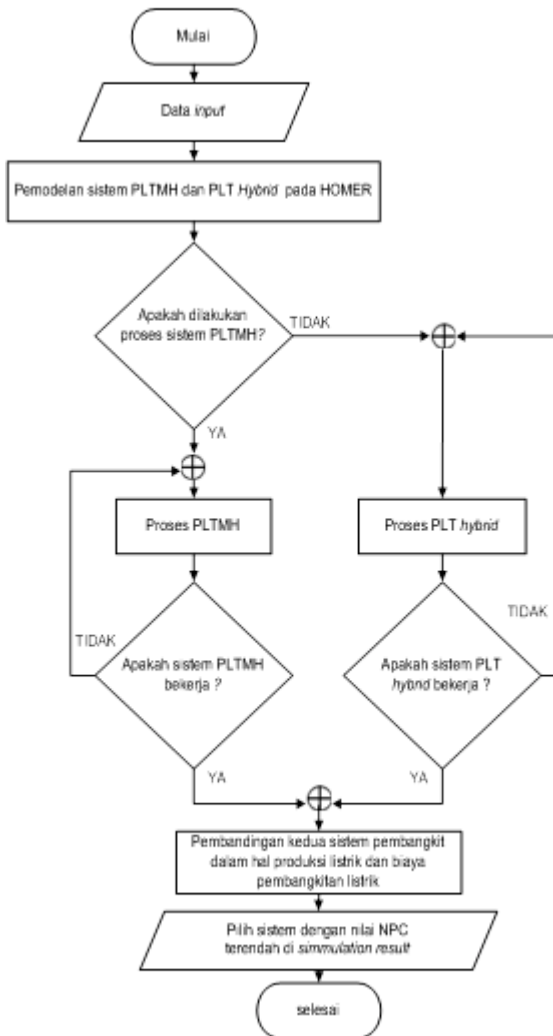 Mulai
Data input
Pemodelan sistem PLTMH dan PLT Hybrid pada HOMER
Apakah dilakukan
proses sistem PLTMH?
TIDAK
YA
Proses PLTMH
Proses PLT hybrid
TIDAK
Apakah sistem PLTMH
bekerja ?
TIDAK
Apakah sistem PLT
hybrid bekerja ?
YA
YA
Pembandingan kedua sistem pembangkit
dalam hal produksi listrik dan biaya
pembangkitan listrik
Pilih sistem dengan nilai NPC
terendah di simmulation result
selesai